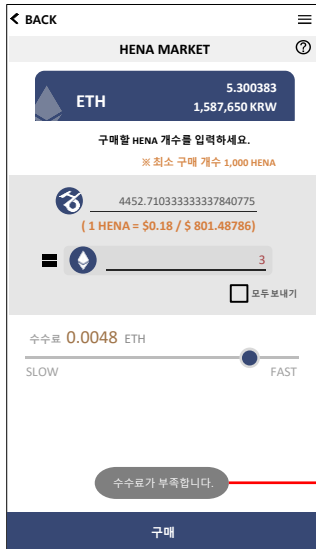 BACK
HENA MARKET
ETH
5.300383
1,587,650 KRW
구매할 HENA 개수를 입력하세요.
※ 최소 구매 개수 1,000 HENA
4452.710333333337840775
( 1 HENA = $0.18 / $ 801.48786)
3
모두 보내기
수수료 0.0048 ETH
SLOW
FAST
수수료가 부족합니다.
구매